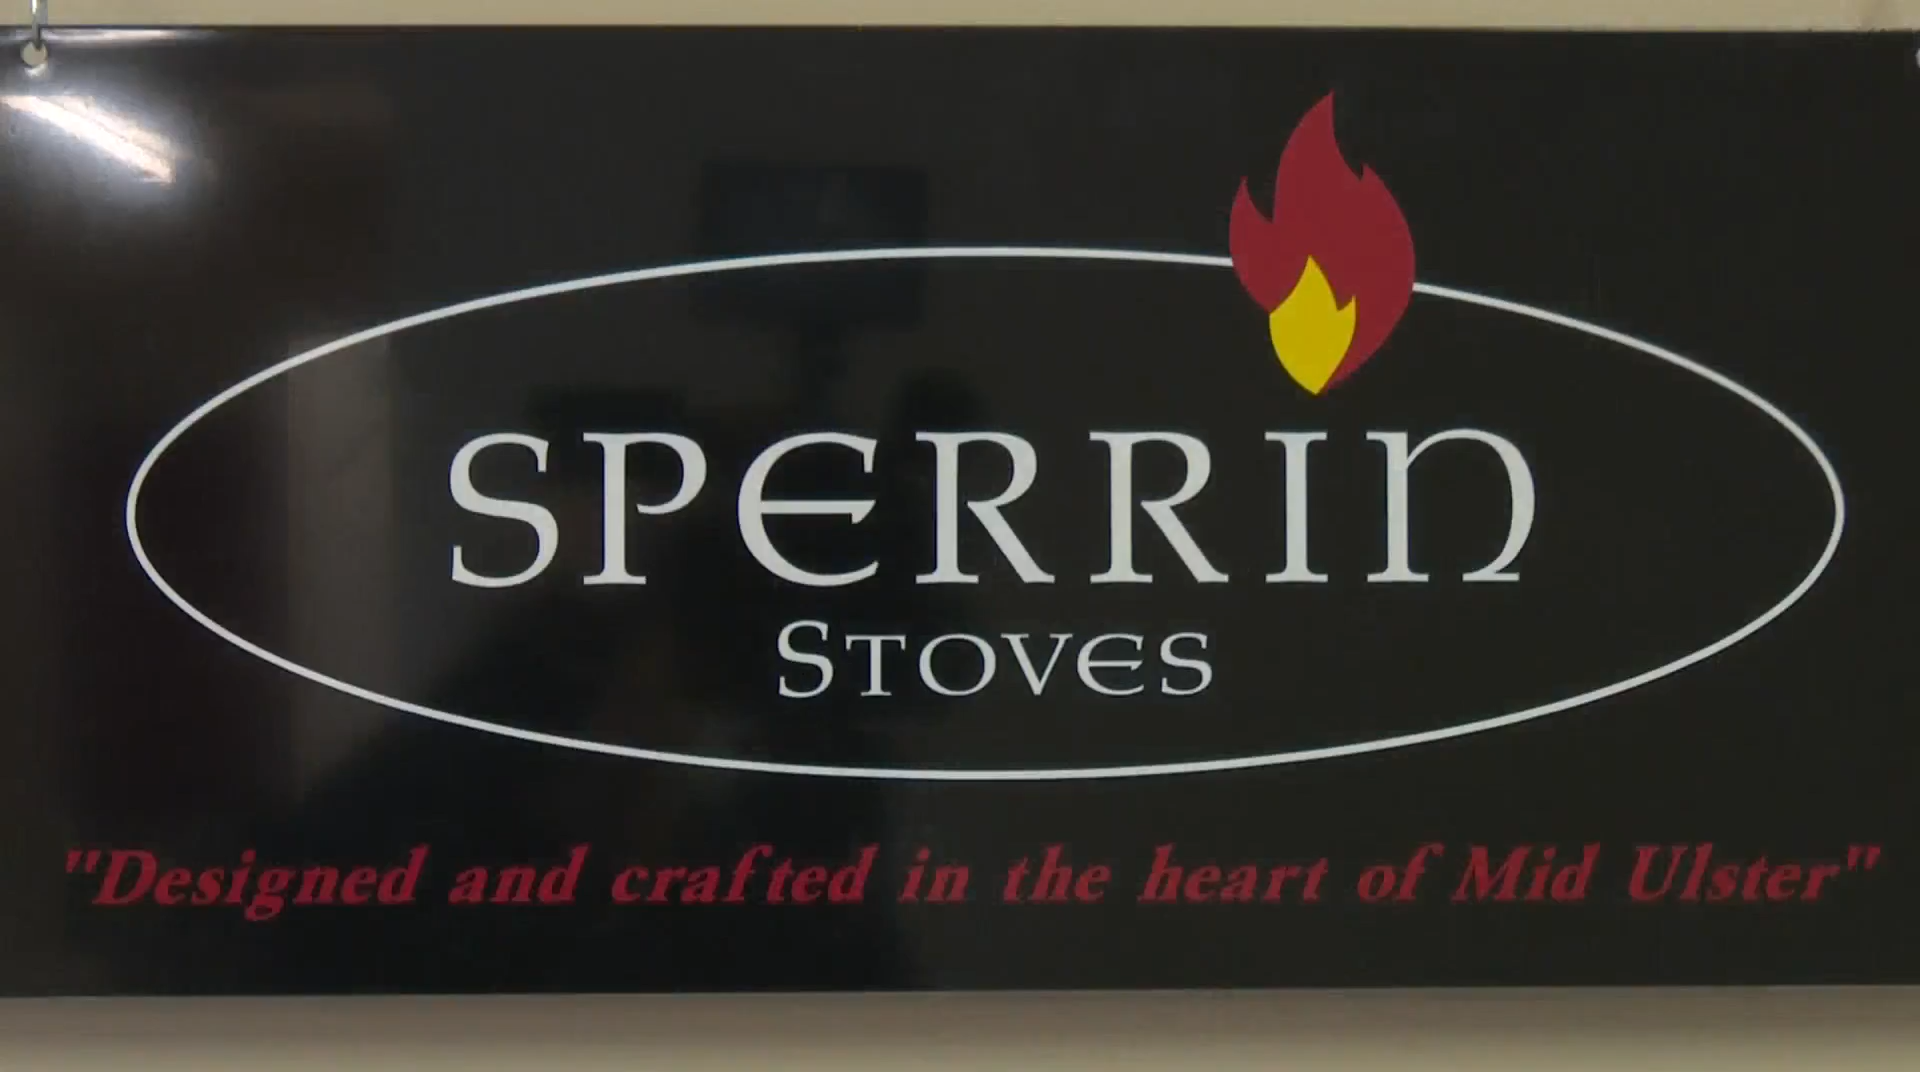 SPERRIN
STOVES
"Designed and crafted in the heart of Mid Ulster"